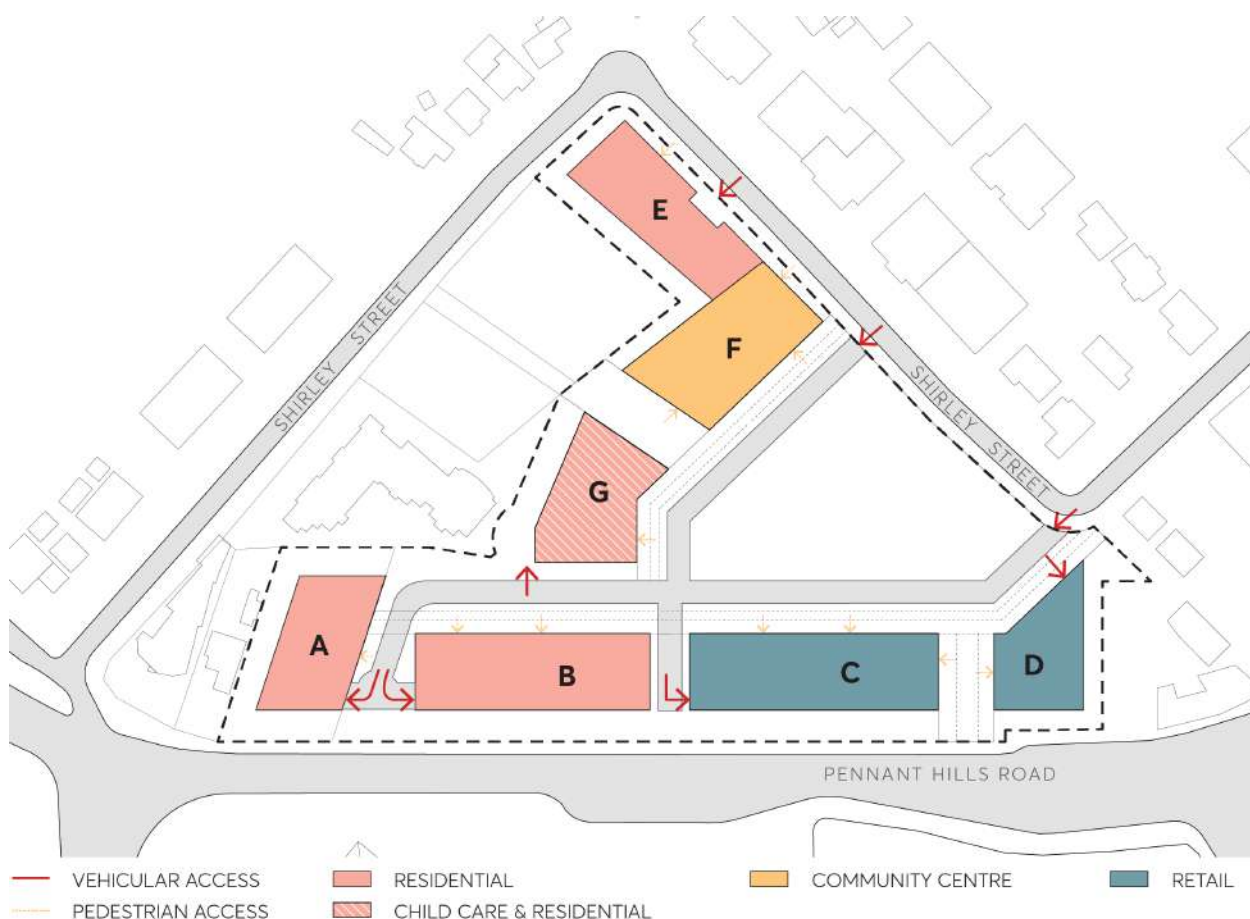 E
SHIRLEY STREET
F
SHIRLEY STREET
G
A
B
C
D
PENNANT HILLS ROAD
VEHICULAR ACCESS
RESIDENTIAL
COMMUNITY CENTRE
RETAIL
PEDESTRIAN ACCESS
CHILD CARE & RESIDENTIAL